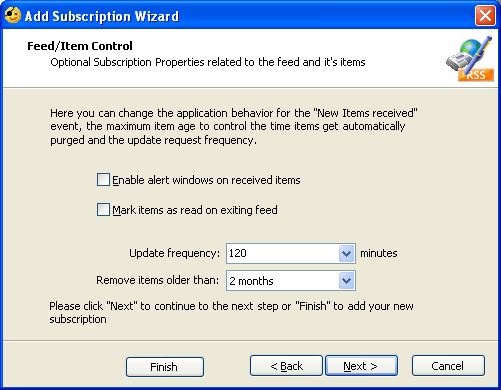 Add Subscription Wizard
Feed/Item Control
Optional Subscription Properties related to the feed and it's items
RSS
Here you can change the application behavior for the "New Items received"
event, the maximum item age to control the time items get automatically
purged and the update request frequency.
Enable alert windows on received items
Mark items as read on exiting feed
Update frequency: 120 minutes
Remove items older than: 2 months
Please click "Next" to continue to the next step or "Finish" to add your new
subscription
Finish < Back Next > Cancel